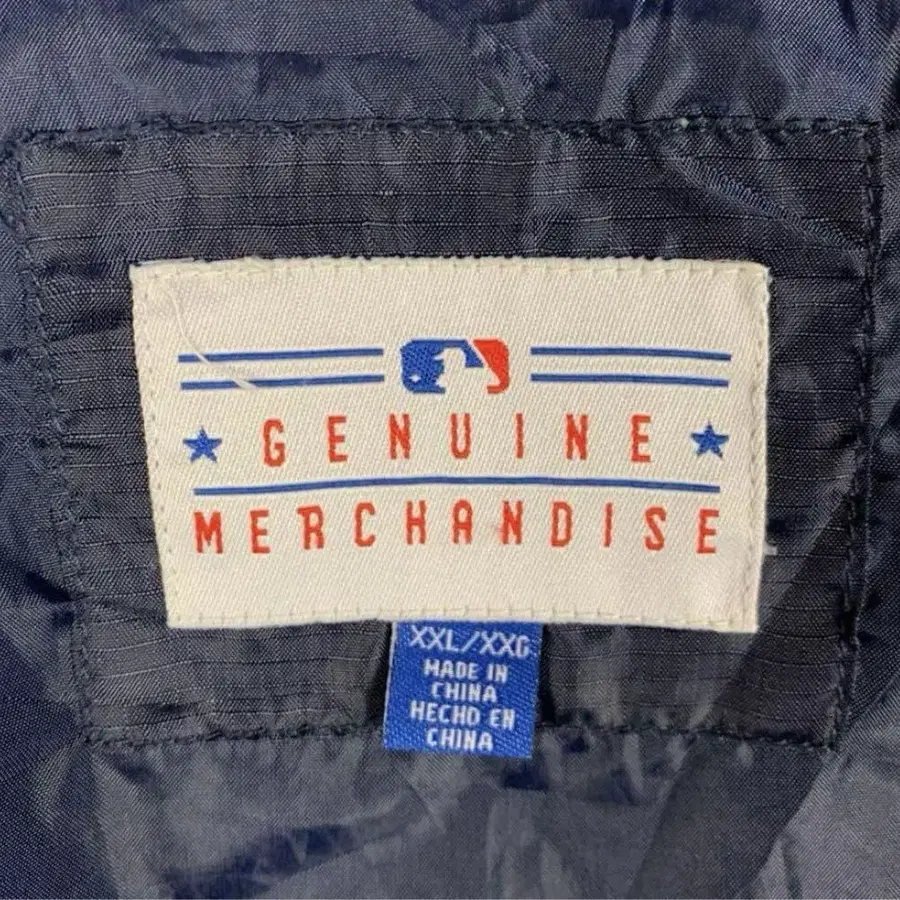 GENUINE
MERCHANDISE
XXL/XXG
MADE IN
CHINA
HECHO EN
CHINA